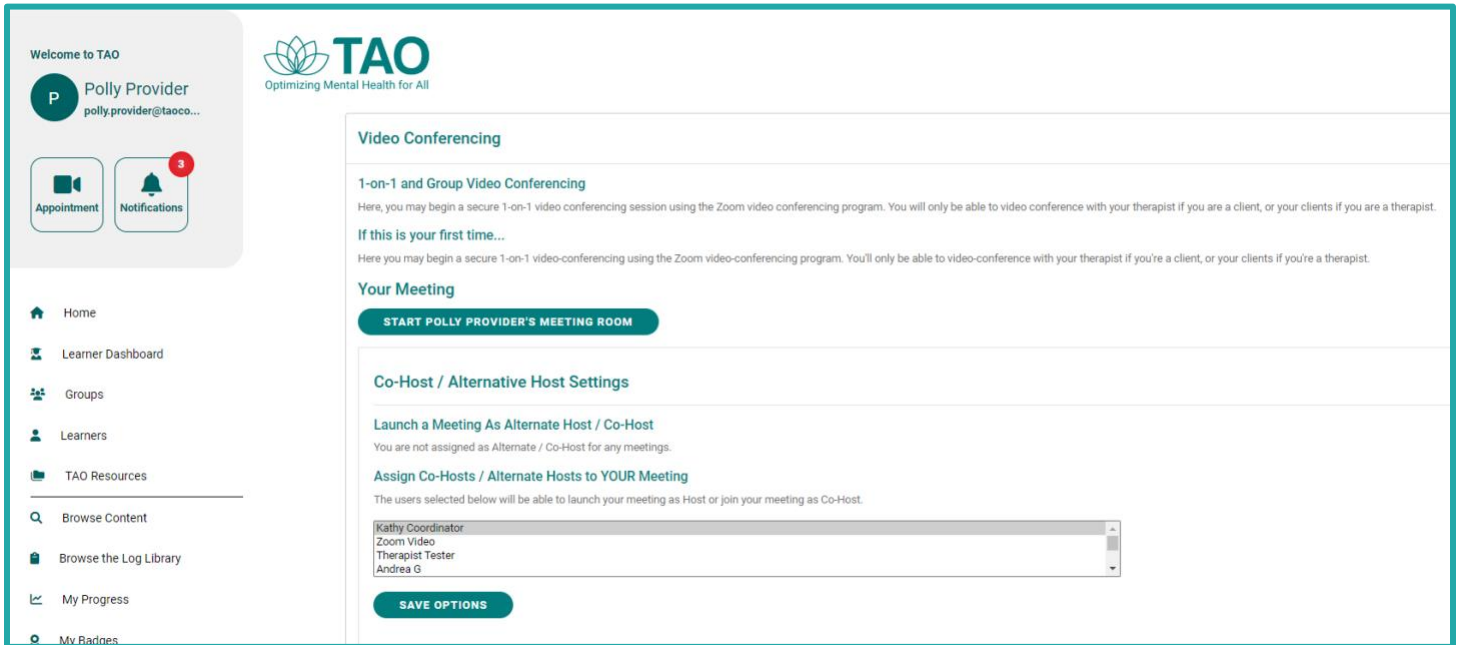 Welcome to TAO
P
Polly Provider
polly.provider@taoco...
Appointment
3
Notifications
Home
Learner Dashboard
Groups
Learners
TAO Resources
Browse Content
Browse the Log Library
My Progress
My Badges
TAO
Optimizing Mental Health for All
Video Conferencing
1-on-1 and Group Video Conferencing
Here, you may begin a secure 1-on-1 video conferencing session using the Zoom video conferencing program. You will only be able to video conference with your therapist if you are a client, or your clients if you are a therapist.
If this is your first time...
Here you may begin a secure 1-on-1 video-conferencing using the Zoom video-conferencing program. You'll only be able to video-conference with your therapist if you're a client, or your clients if you're a therapist.
Your Meeting
START POLLY PROVIDER'S MEETING ROOM
Co-Host / Alternative Host Settings
Launch a Meeting As Alternate Host / Co-Host
You are not assigned as Alternate / Co-Host for any meetings.
Assign Co-Hosts / Alternate Hosts to YOUR Meeting
The users selected below will be able to launch your meeting as Host or join your meeting as Co-Host.
Kathy Coordinator
Zoom Video
Therapist Tester
Andrea G
SAVE OPTIONS